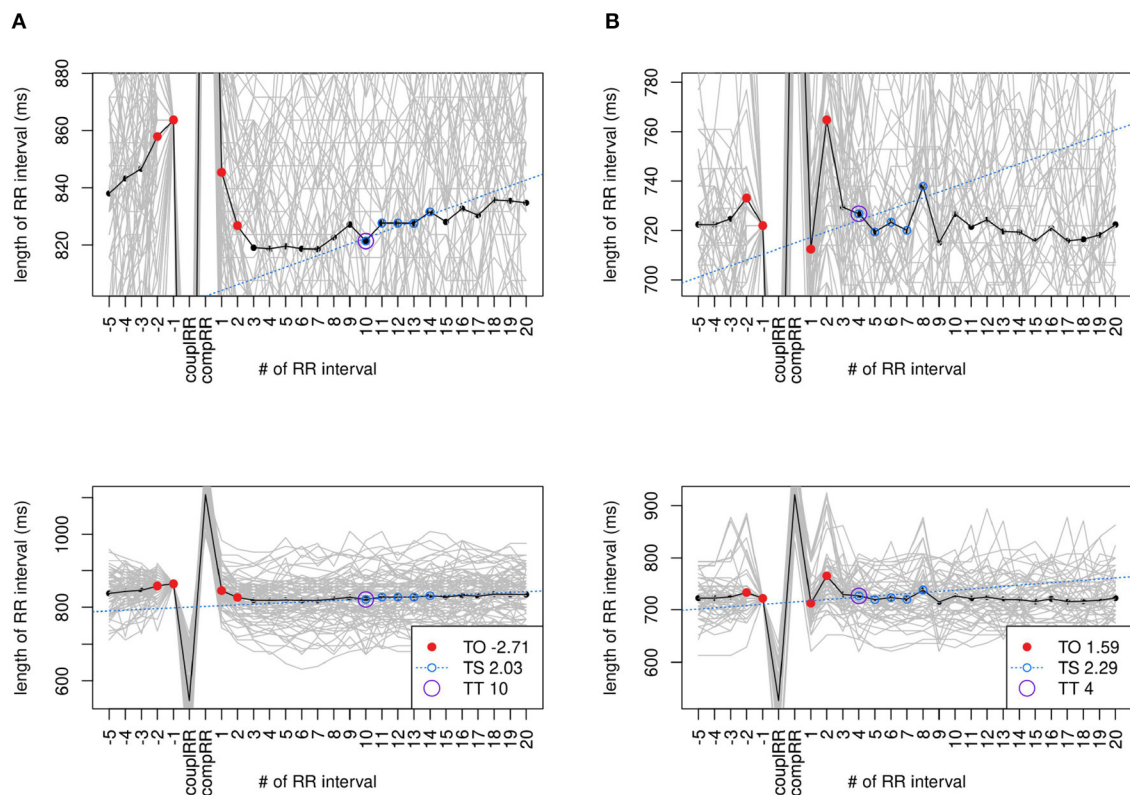 A
length of RR interval (ms)
880
860
840
820
-5 -4 -3 -2 -1 couplRR compRR 1 2 3 4 5 6 7 8 9 10 11 12 13 14 15 16 17 18 19 20
# of RR interval
B
length of RR interval (ms)
780
760
740
720
700
-5 -4 -3 -2 -1 couplRR compRR 1 2 3 4 5 6 7 8 9 10 11 12 13 14 15 16 17 18 19 20
# of RR interval
length of RR interval (ms)
1000
800
600
TO -2.71
TS 2.03
TT 10
-5 -4 -3 -2 -1 couplRR compRR 1 2 3 4 5 6 7 8 9 10 11 12 13 14 15 16 17 18 19 20
# of RR interval
length of RR interval (ms)
900
800
700
600
TO 1.59
TS 2.29
TT 4
-5 -4 -3 -2 -1 couplRR compRR 1 2 3 4 5 6 7 8 9 10 11 12 13 14 15 16 17 18 19 20
# of RR interval